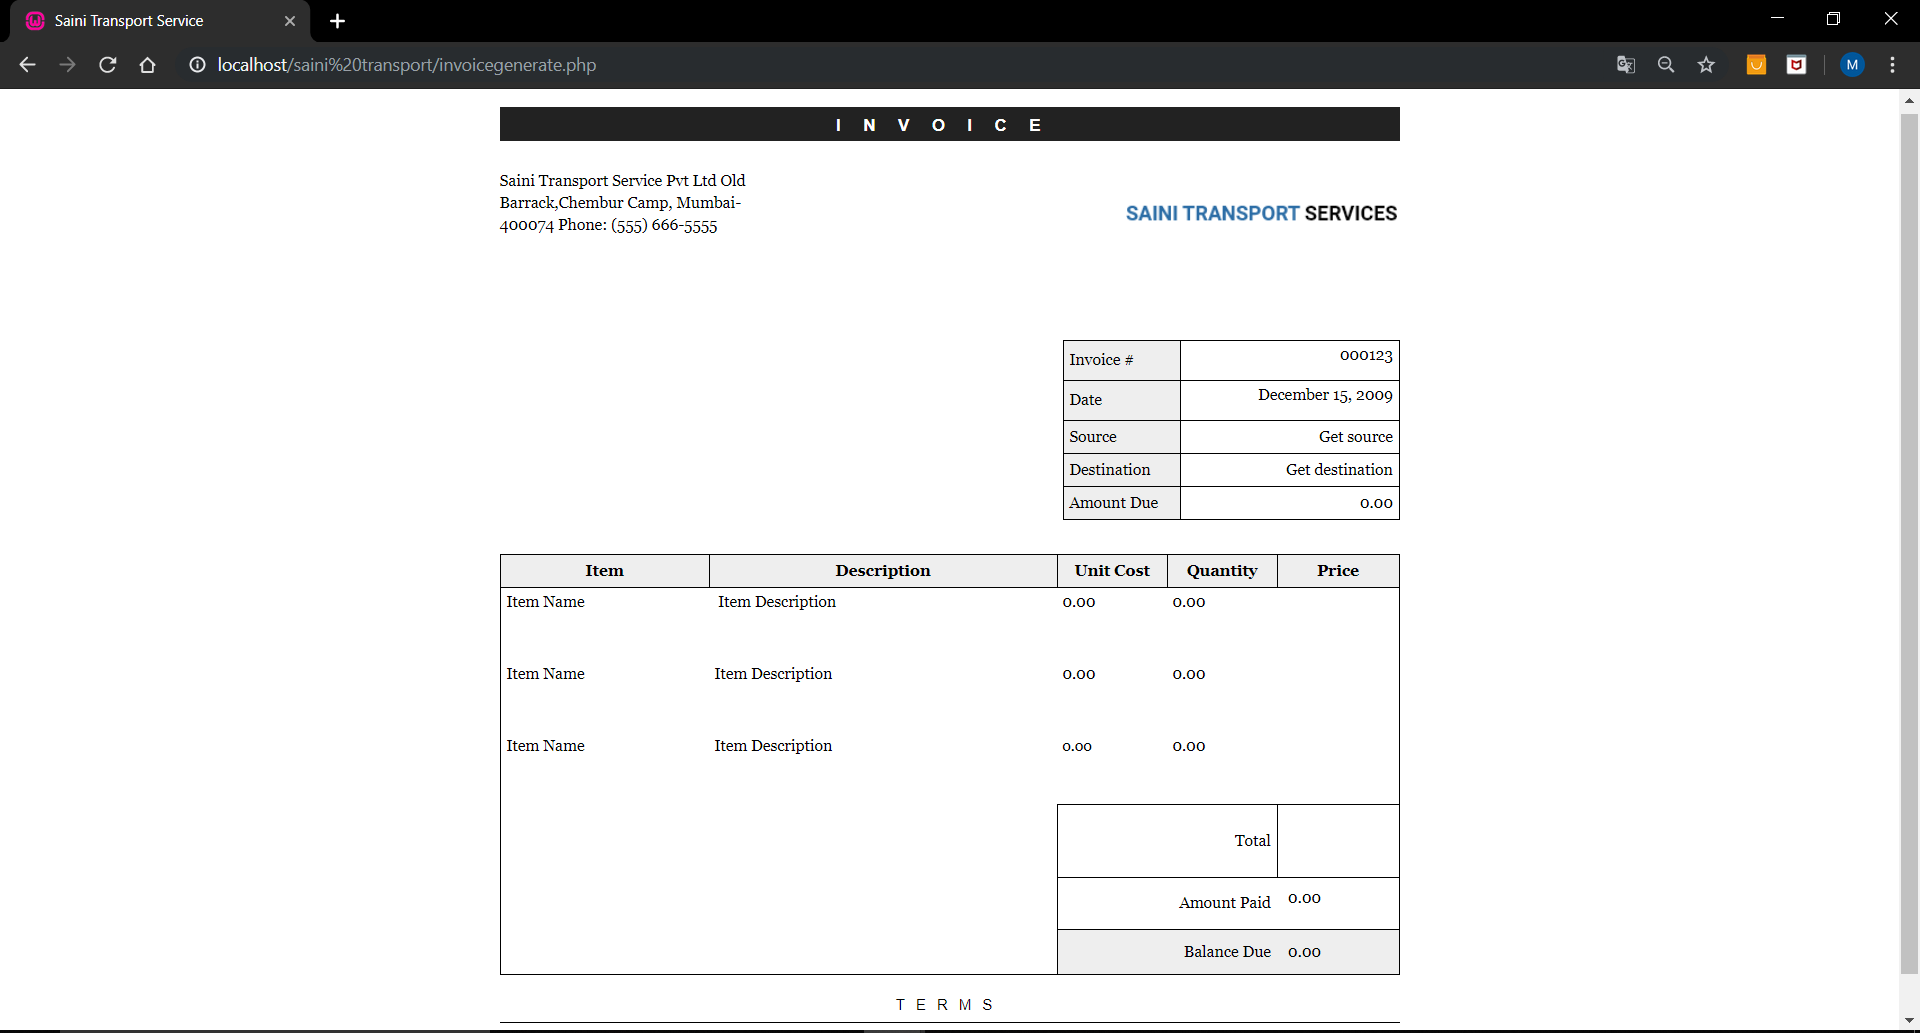 Saini Transport Service
localhost/saini%20transport/invoicegenerate.php
M
I N V O I C E
Saini Transport Service Pvt Ltd Old
Barrack,Chembur Camp, Mumbai-
400074 Phone: (555) 666-5555
SAINI TRANSPORT SERVICES
Invoice # 000123
Date December 15, 2009
Source Get source
Destination Get destination
Amount Due 0.00
Item Description Unit Cost Quantity Price
Item Name Item Description 0.00 0.00
Item Name Item Description 0.00 0.00
Item Name Item Description 0.00 0.00
Total
Amount Paid 0.00
Balance Due 0.00
T E R M S